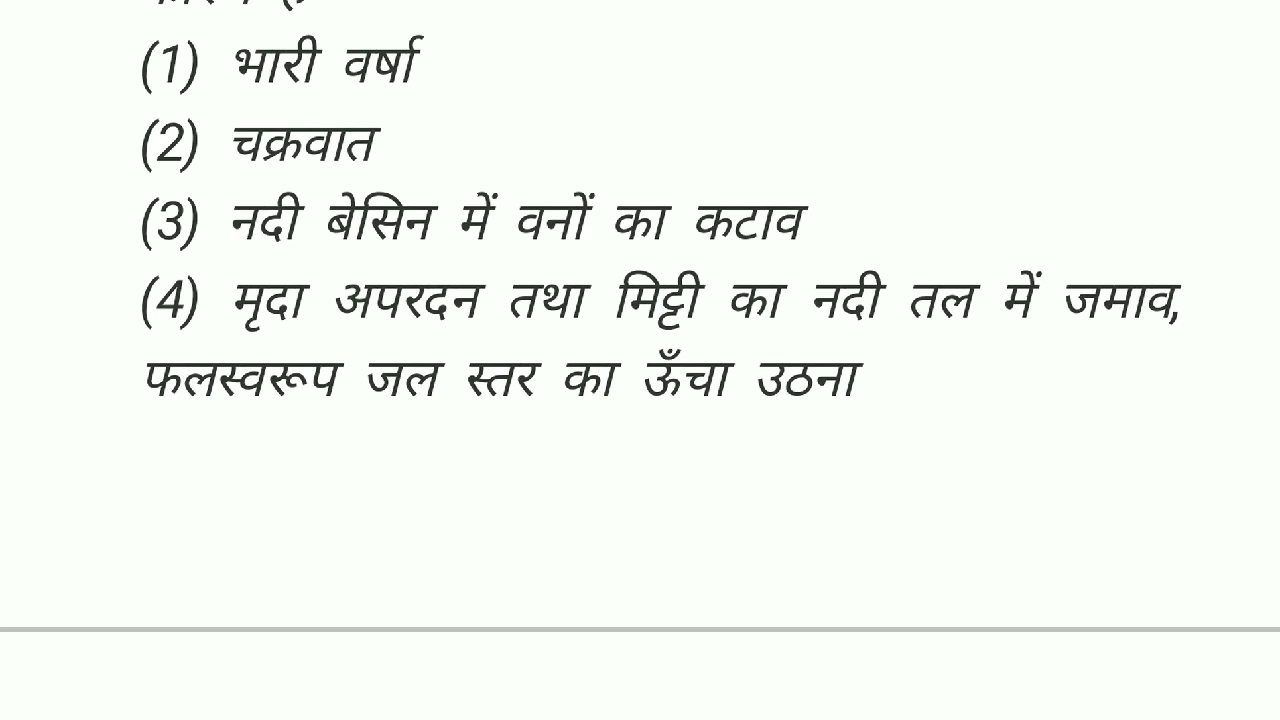 (1) भारी वर्षा
(2) चक्रवात
(3) नदी बेसिन में वनों का कटाव
(4) मृदा अपरदन तथा मिट्टी का नदी तल में जमाव,
फलस्वरूप जल स्तर का ऊँचा उठना